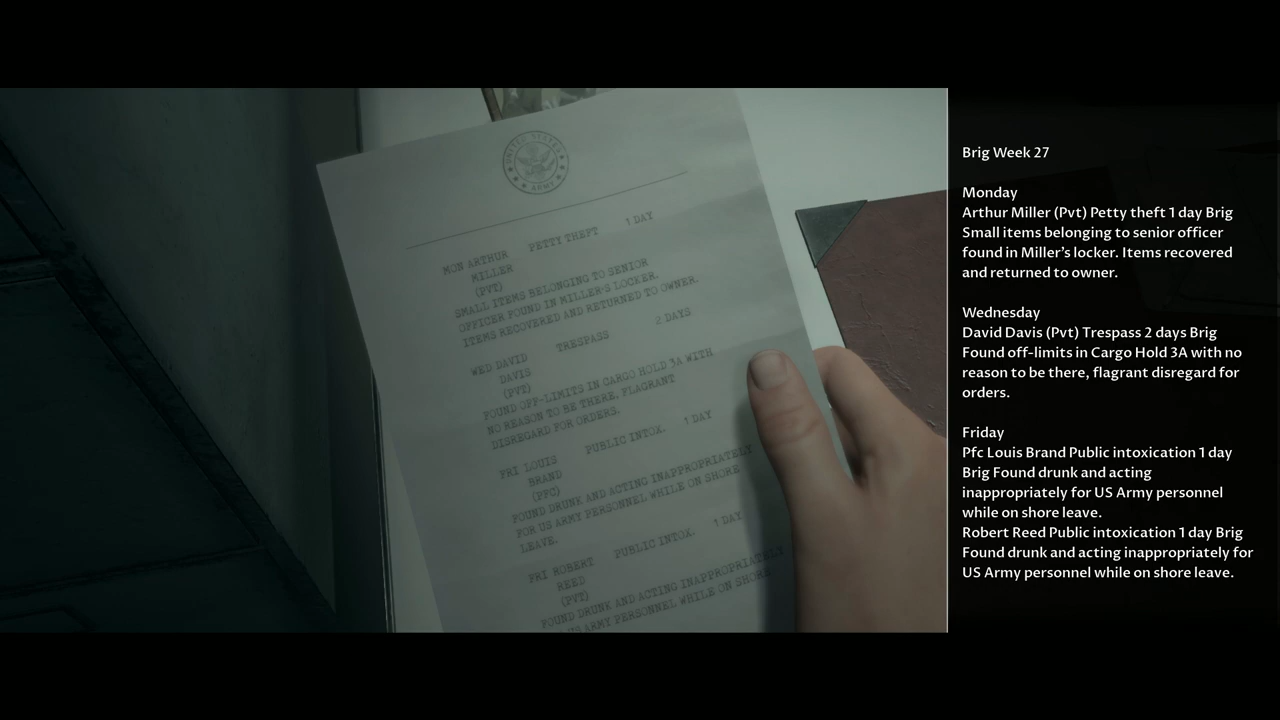 UNITED STATES
ARMY
MON ARTHUR PETTY THEFT 1 DAY
MILLER
(PVT)
SMALL ITEMS BELONGING TO SENIOR
OFFICER FOUND IN MILLER'S LOCKER.
ITEMS RECOVERED AND RETURNED TO OWNER.
WED DAVID TRESPASS 2 DAYS
DAVIS
(PVT)
FOUND OFF-LIMITS IN CARGO HOLD 3A WITH
NO REASON TO BE THERE, FLAGRANT
DISREGARD FOR ORDERS.
FRI LOUIS PUBLIC INTOX. 1 DAY
BRAND
(PFC)
FOUND DRUNK AND ACTING INAPPROPRIATELY
FOR US ARMY PERSONNEL WHILE ON SHORE
LEAVE.
FRI ROBERT PUBLIC INTOX. 1 DAY
REED
(PVT)
FOUND DRUNK AND ACTING INAPPROPRIATELY
US ARMY PERSONNEL WHILE ON SHORE
Brig Week 27
Monday
Arthur Miller (Pvt) Petty theft 1 day Brig
Small items belonging to senior officer
found in Miller's locker. Items recovered
and returned to owner.
Wednesday
David Davis (Pvt) Trespass 2 days Brig
Found off-limits in Cargo Hold 3A with no
reason to be there, flagrant disregard for
orders.
Friday
Pfc Louis Brand Public intoxication 1 day
Brig Found drunk and acting
inappropriately for US Army personnel
while on shore leave.
Robert Reed Public intoxication 1 day Brig
Found drunk and acting inappropriately for
US Army personnel while on shore leave.